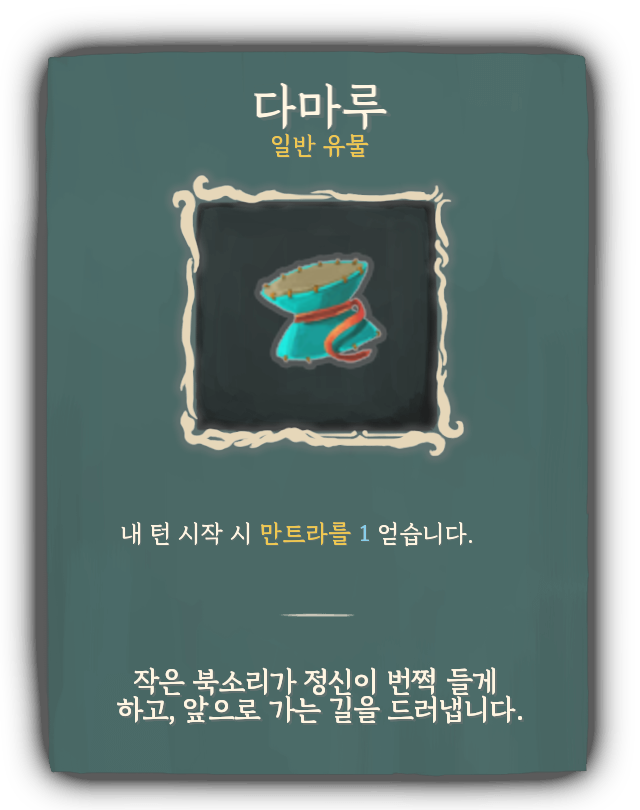 다마루
일반 유물
내 턴 시작 시 만트라를 1 얻습니다.
작은 북소리가 정신이 번쩍 들게
하고, 앞으로 가는 길을 드러냅니다.